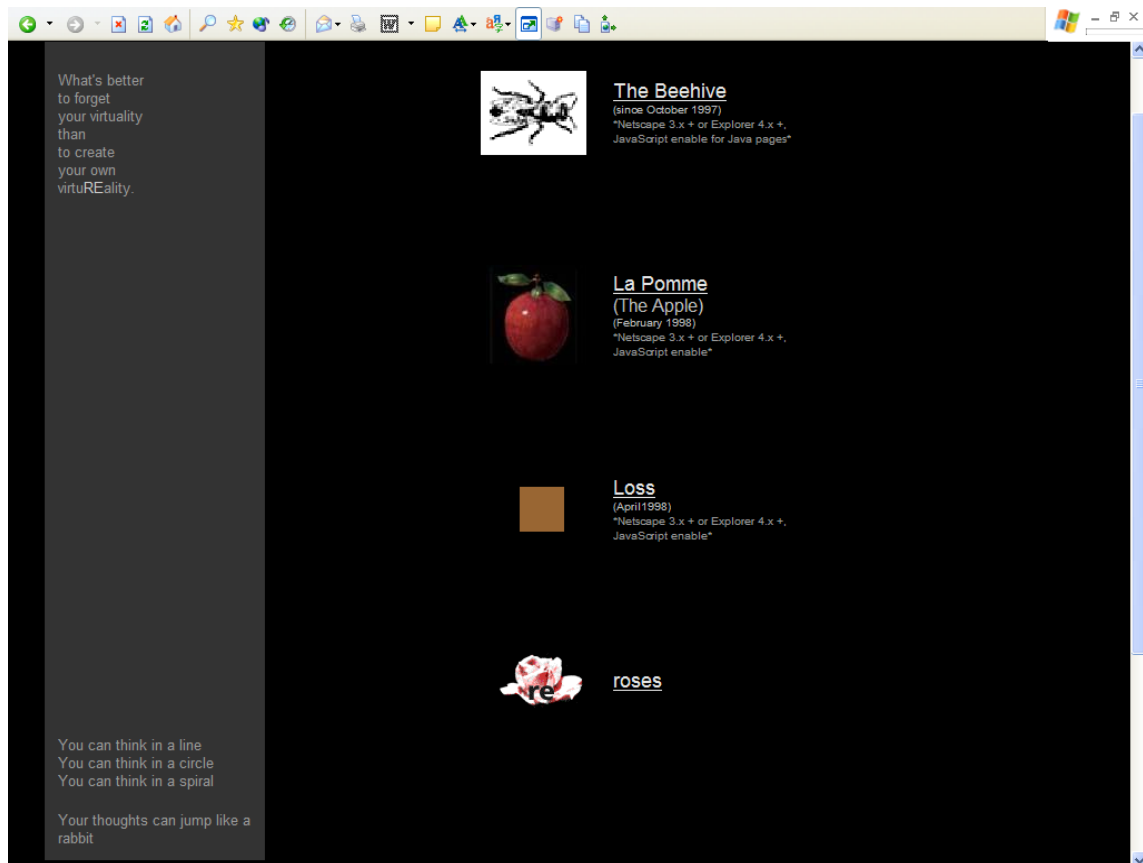 What's better
to forget
your virtuality
than
to create
your own
virtuREality.
The Beehive
(since October 1997)
*Netscape 3.x + or Explorer 4.x +,
JavaScript enable for Java pages*
La Pomme
(The Apple)
(February 1998)
*Netscape 3.x + or Explorer 4.x +,
JavaScript enable*
Loss
(April1998)
*Netscape 3.x + or Explorer 4.x +,
JavaScript enable*
re
roses
You can think in a line
You can think in a circle
You can think in a spiral
Your thoughts can jump like a
rabbit